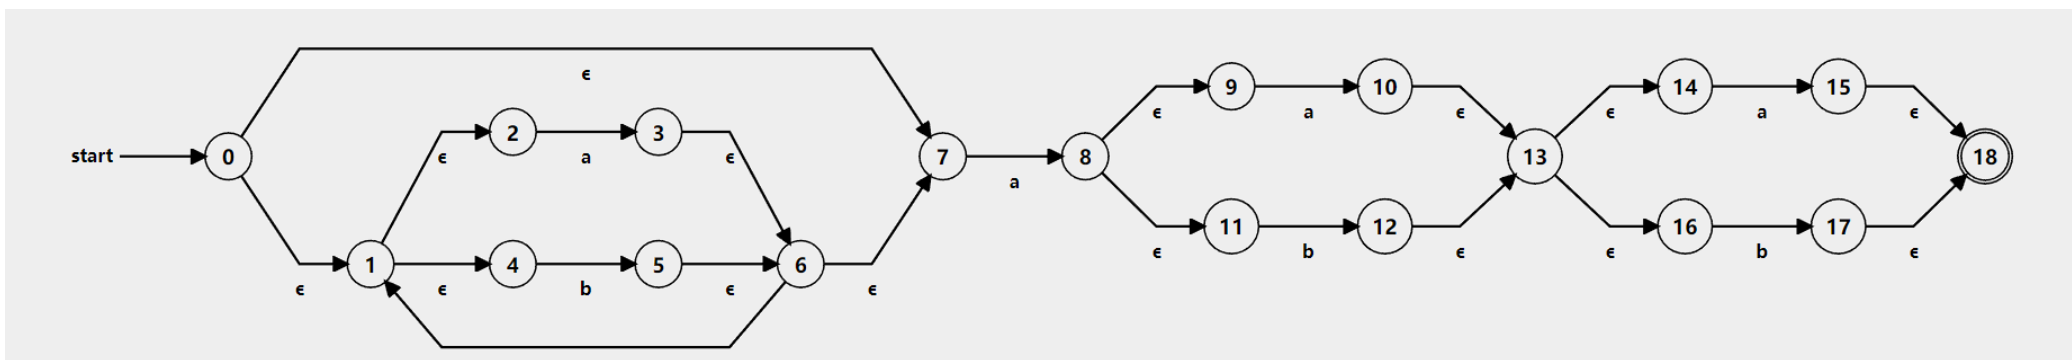 ϵ
9 a 10 14 a 15
2 a 3 ϵ ϵ ϵ ϵ
start 0 ϵ ϵ 7 a 8 13 18
11 b 12 16 b 17
ϵ ϵ ϵ ϵ
1 4 b 5 6
ϵ ϵ ϵ ϵ